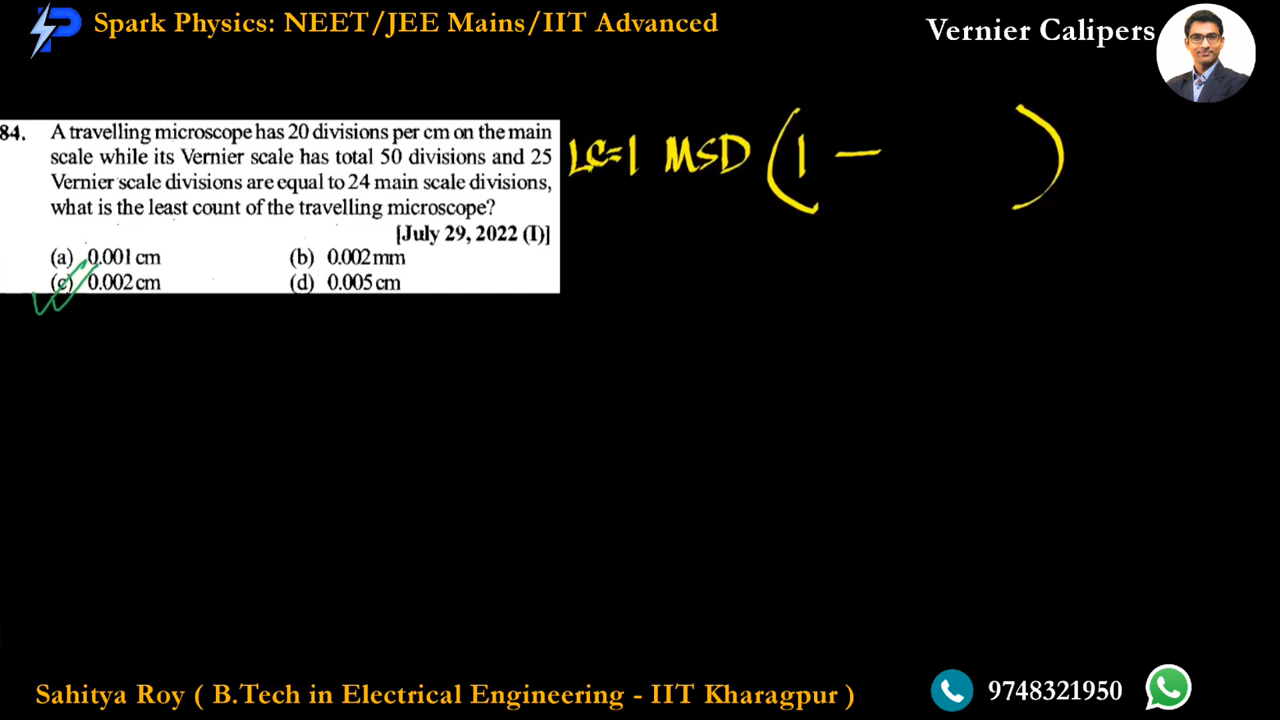 Spark Physics: NEET/JEE Mains/IIT Advanced
Vernier Calipers
84. A travelling microscope has 20 divisions per cm on the main
scale while its Vernier scale has total 50 divisions and 25
Vernier scale divisions are equal to 24 main scale divisions,
what is the least count of the travelling microscope?
[July 29, 2022 (I)]
(a) 0.001 cm (b) 0.002 mm
(c) 0.002 cm (d) 0.005 cm
LC=1 MSD (1 — )
Sahitya Roy ( B.Tech in Electrical Engineering - IIT Kharagpur )
9748321950